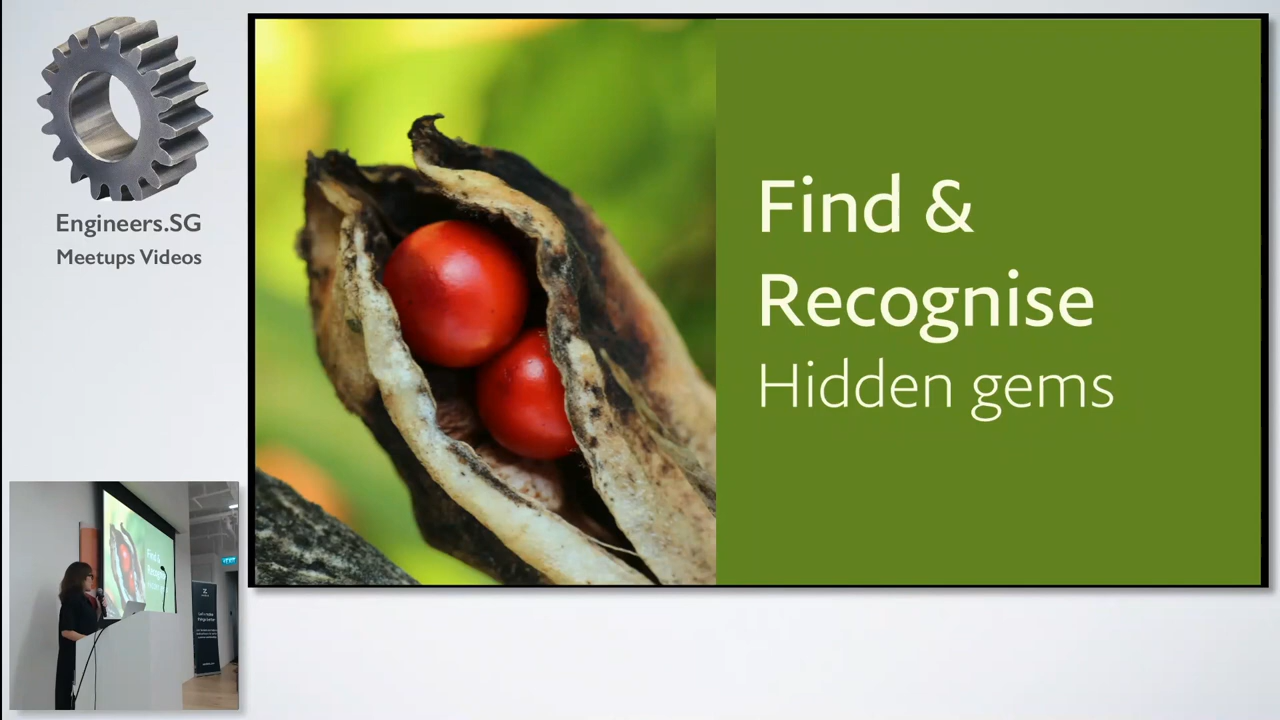 Engineers.SG
Meetups Videos
Find &
Recognise
Hidden gems